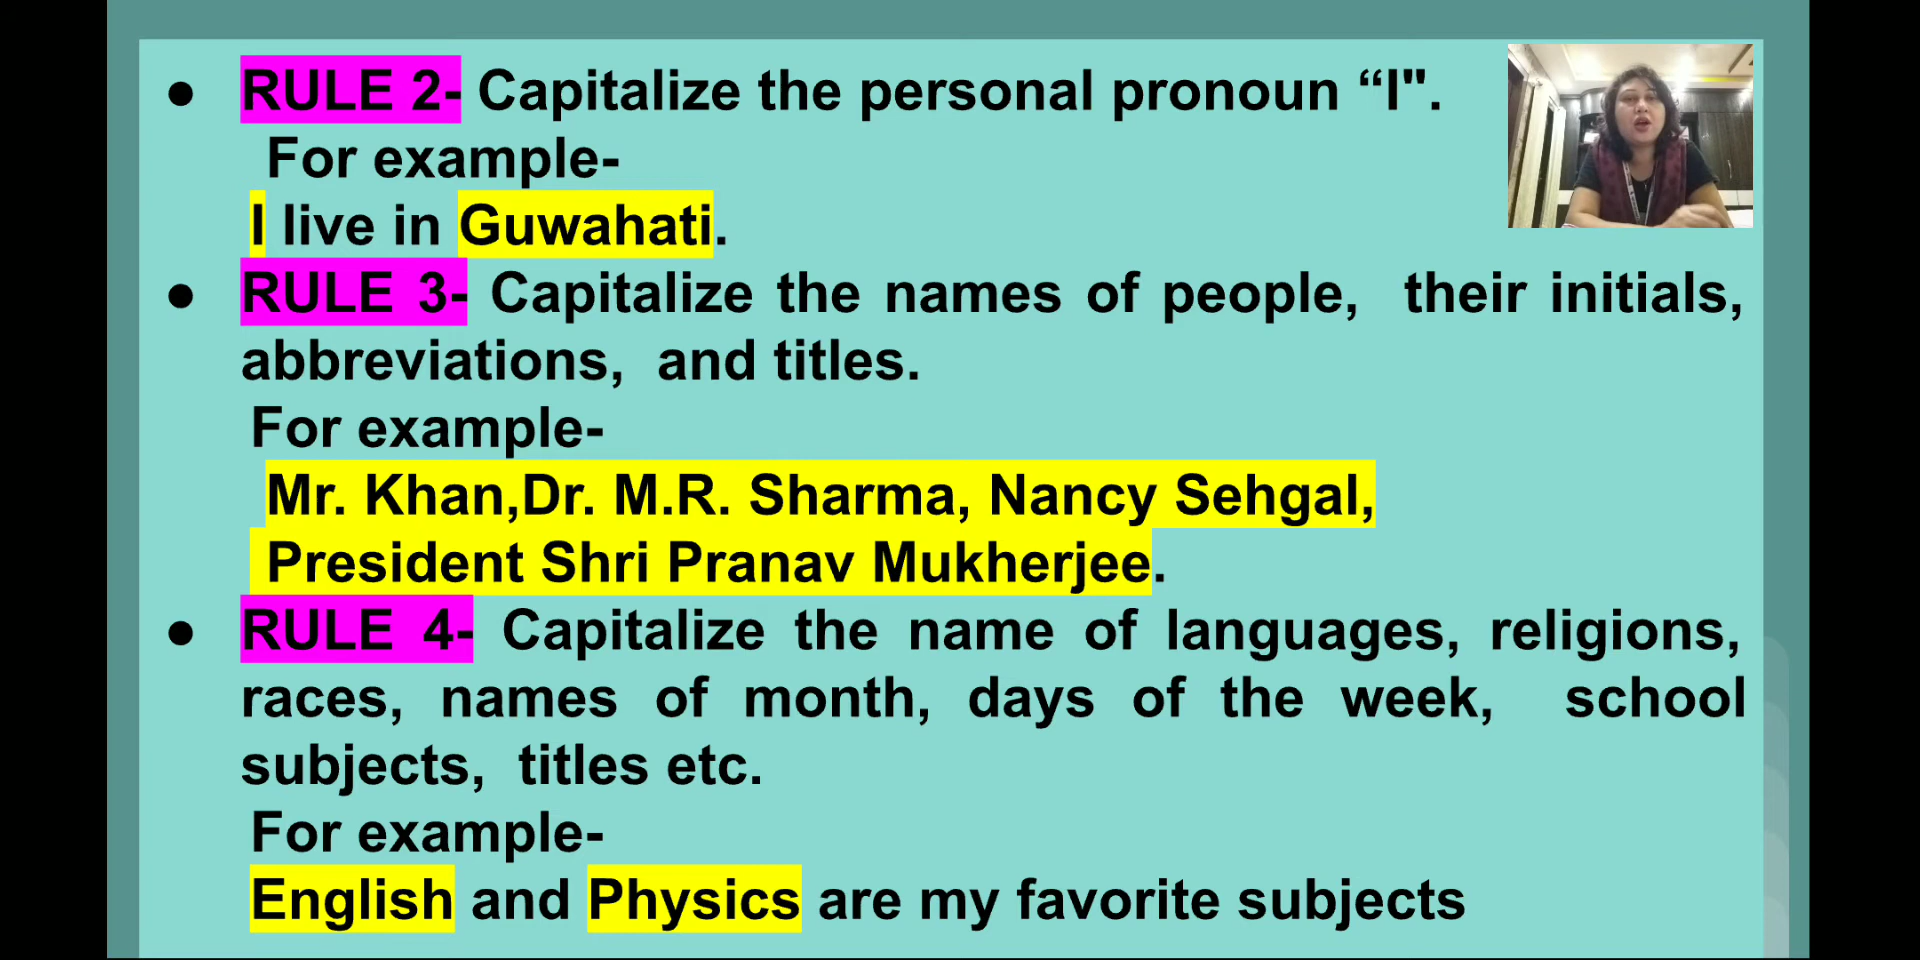 ● RULE 2- Capitalize the personal pronoun “I".
For example-
I live in Guwahati.
● RULE 3- Capitalize the names of people, their initials,
abbreviations, and titles.
For example-
Mr. Khan,Dr. M.R. Sharma, Nancy Sehgal,
President Shri Pranav Mukherjee.
● RULE 4- Capitalize the name of languages, religions,
races, names of month, days of the week, school
subjects, titles etc.
For example-
English and Physics are my favorite subjects